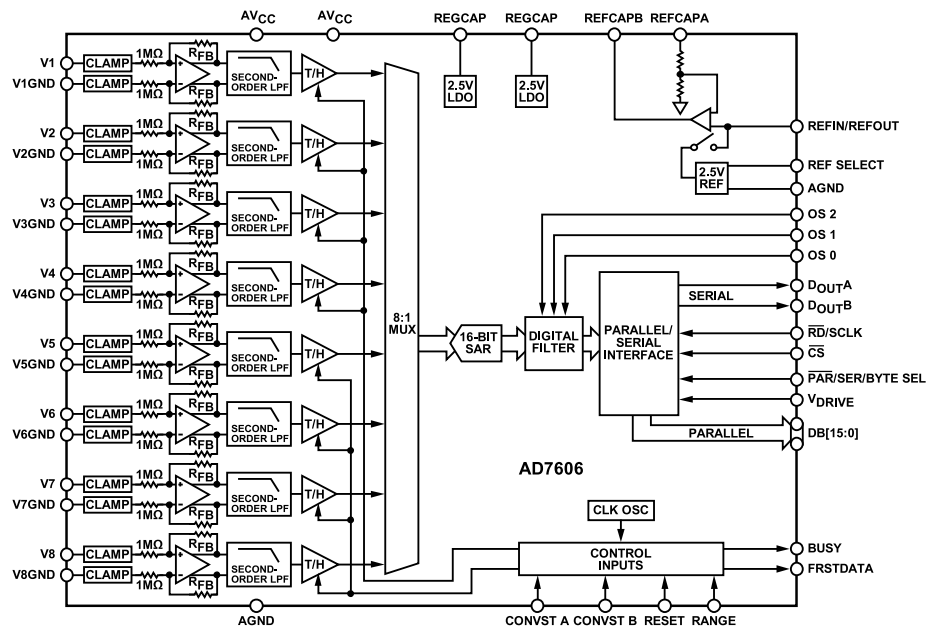 AVCC
AVCC
REGCAP
REGCAP
REFCAPB
REFCAPA
V1
V1GND
CLAMP
CLAMP
1MΩ
1MΩ
RFB
RFB
SECOND-
ORDER LPF
T/H
V2
V2GND
CLAMP
CLAMP
1MΩ
1MΩ
RFB
RFB
SECOND-
ORDER LPF
T/H
V3
V3GND
CLAMP
CLAMP
1MΩ
1MΩ
RFB
RFB
SECOND-
ORDER LPF
T/H
V4
V4GND
CLAMP
CLAMP
1MΩ
1MΩ
RFB
RFB
SECOND-
ORDER LPF
T/H
V5
V5GND
CLAMP
CLAMP
1MΩ
1MΩ
RFB
RFB
SECOND-
ORDER LPF
T/H
V6
V6GND
CLAMP
CLAMP
1MΩ
1MΩ
RFB
RFB
SECOND-
ORDER LPF
T/H
V7
V7GND
CLAMP
CLAMP
1MΩ
1MΩ
RFB
RFB
SECOND-
ORDER LPF
T/H
V8
V8GND
CLAMP
CLAMP
1MΩ
1MΩ
RFB
RFB
SECOND-
ORDER LPF
T/H
8:1
MUX
2.5V
LDO
2.5V
LDO
2.5V
REF
REFIN/REFOUT
REF SELECT
AGND
OS 2
OS 1
OS 0
16-BIT
SAR
DIGITAL
FILTER
PARALLEL/
SERIAL
INTERFACE
SERIAL
PARALLEL
DOUTA
DOUTB
RD/SCLK
CS
PAR/SER/BYTE SEL
VDRIVE
DB[15:0]
AD7606
CLK OSC
CONTROL
INPUTS
BUSY
FRSTDATA
AGND
CONVST A
CONVST B
RESET
RANGE